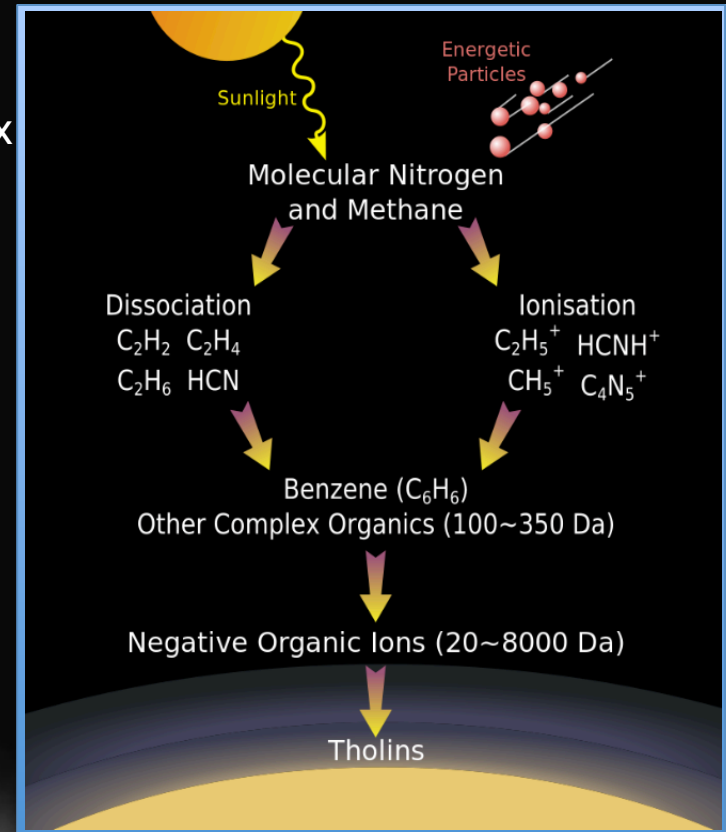 Energetic
Particles
Sunlight
x
Molecular Nitrogen
and Methane
Dissociation
C₂H₂ C₂H₄
C₂H₆ HCN
Ionisation
C₂H₅⁺ HCNH⁺
CH₅⁺ C₄N₅⁺
Benzene (C₆H₆)
Other Complex Organics (100~350 Da)
Negative Organic Ions (20~8000 Da)
Tholins